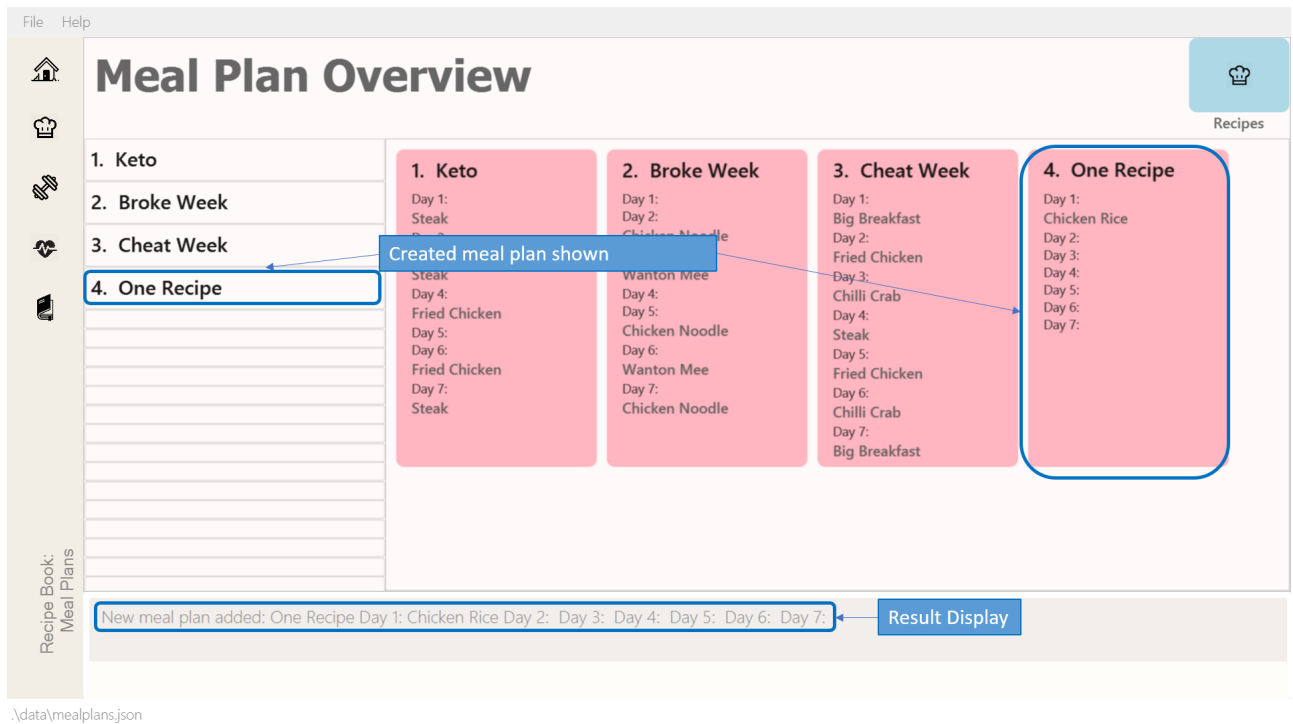 File Help
Meal Plan Overview
Recipes
1. Keto
2. Broke Week
3. Cheat Week
4. One Recipe
1. Keto
Day 1:
Steak
Steak
Day 4:
Fried Chicken
Day 5:
Day 6:
Fried Chicken
Day 7:
Steak
2. Broke Week
Day 1:
Day 2:
Chicken Noodle
Wanton Mee
Day 4:
Day 5:
Chicken Noodle
Day 6:
Wanton Mee
Day 7:
Chicken Noodle
3. Cheat Week
Day 1:
Big Breakfast
Day 2:
Fried Chicken
Day 3:
Chilli Crab
Day 4:
Steak
Day 5:
Fried Chicken
Day 6:
Chilli Crab
Day 7:
Big Breakfast
4. One Recipe
Day 1:
Chicken Rice
Day 2:
Day 3:
Day 4:
Day 5:
Day 6:
Day 7:
Created meal plan shown
Recipe Book:
Meal Plans
New meal plan added: One Recipe Day 1: Chicken Rice Day 2: Day 3: Day 4: Day 5: Day 6: Day 7:
Result Display
.\data\mealplans.json